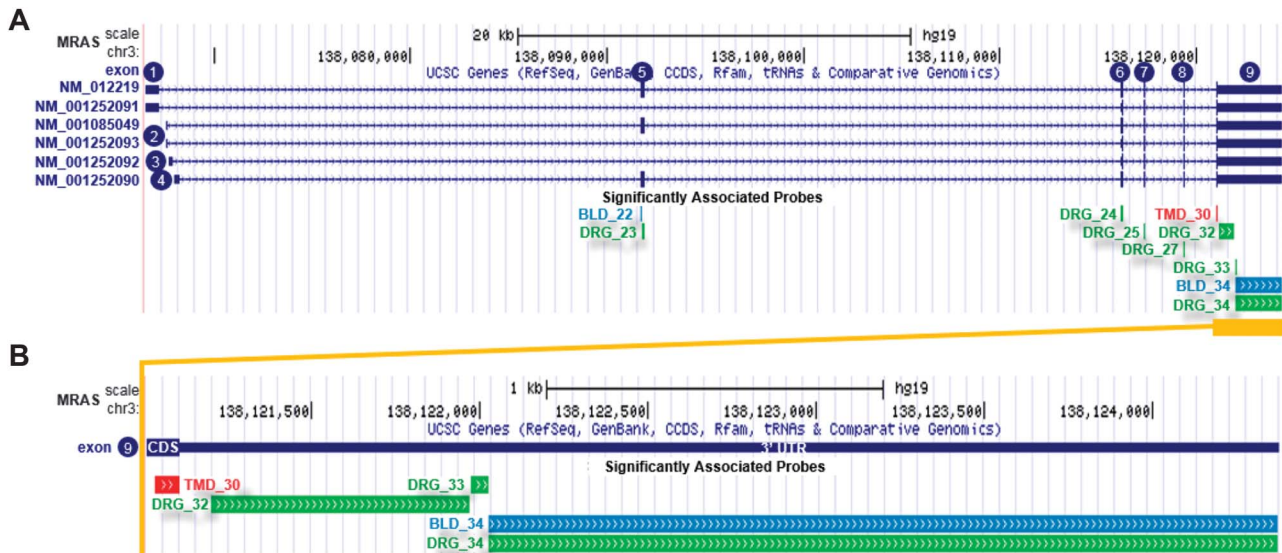 A
MRAS scale 20 kb hg19
chr3: 138,080,000 138,090,000 138,100,000 138,110,000 138,120,000
exon 1 UCSC Genes (RefSeq, GenBank, CCDS, Rfam, tRNAs & Comparative Genomics) 5 6 7 8 9
NM_012219
NM_001252091
NM_001085049
2
NM_001252093
NM_001252092 3
NM_001252090 4
Significantly Associated Probes
BLD_22 DRG_24 TMD_30
DRG_23 DRG_25 DRG_32
DRG_27
DRG_33
BLD_34
DRG_34
B
MRAS scale 1 kb hg19
chr3: 138,121,500 138,122,000 138,122,500 138,123,000 138,123,500 138,124,000
UCSC Genes (RefSeq, GenBank, CCDS, Rfam, tRNAs & Comparative Genomics)
exon 9 CDS 3' UTR
Significantly Associated Probes
TMD_30 DRG_33
DRG_32
BLD_34
DRG_34